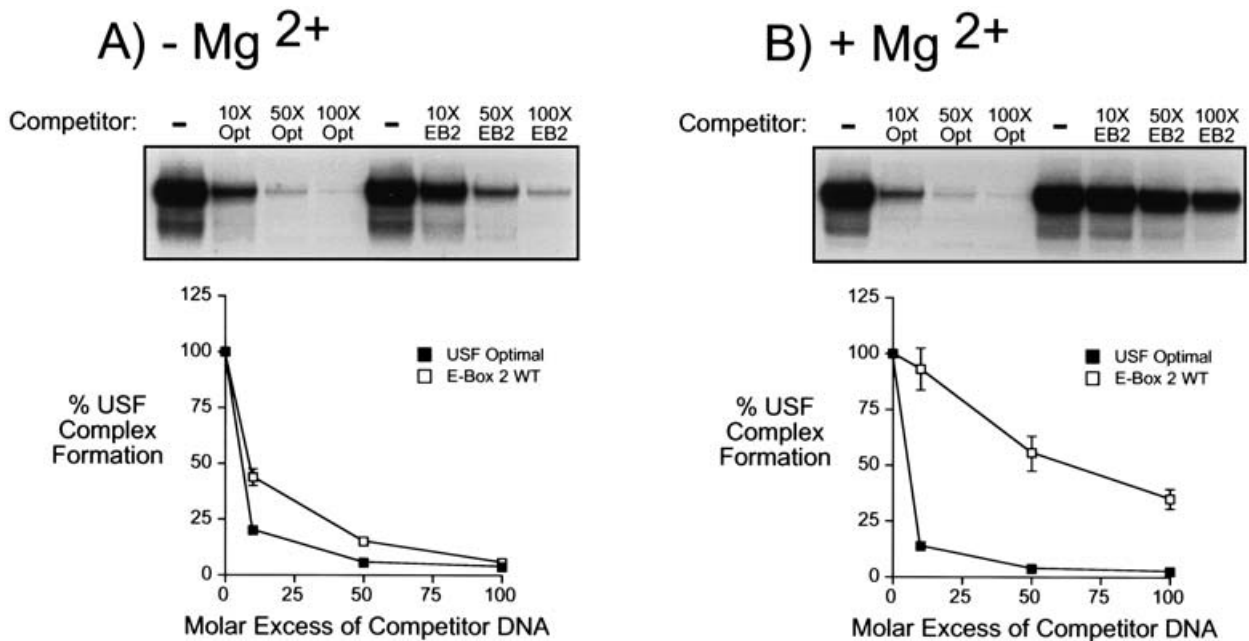 A) - Mg 2+
Competitor: - 10X Opt 50X Opt 100X Opt - 10X EB2 50X EB2 100X EB2
125
100
75
50
25
0
% USF
Complex
Formation
USF Optimal
E-Box 2 WT
0 25 50 75 100
Molar Excess of Competitor DNA
B) + Mg 2+
Competitor: - 10X Opt 50X Opt 100X Opt - 10X EB2 50X EB2 100X EB2
125
100
75
50
25
0
% USF
Complex
Formation
USF Optimal
E-Box 2 WT
0 25 50 75 100
Molar Excess of Competitor DNA